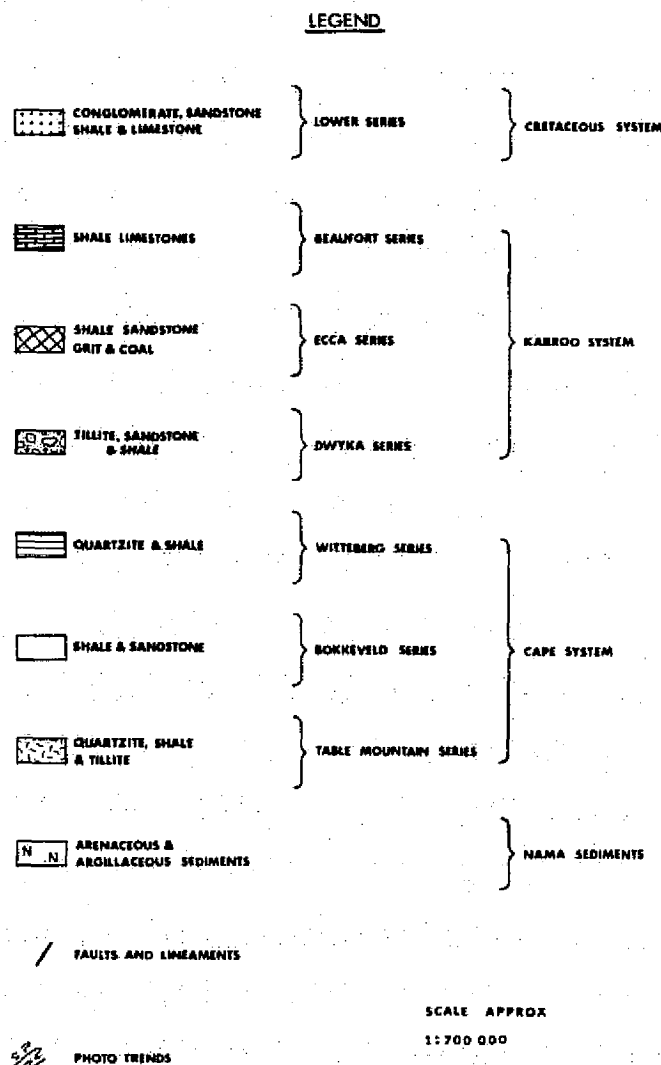 LEGEND
CONGLOMERATE, SANDSTONE
SHALE & LIMESTONE
LOWER SERIES
CRETACEOUS SYSTEM
SHALE LIMESTONES
BEAUFORT SERIES
SHALE SANDSTONE
GRIT & COAL
ECCA SERIES
KARROO SYSTEM
TILLITE, SANDSTONE
& SHALE
DWYKA SERIES
QUARTZITE & SHALE
WITTEBERG SERIES
SHALE & SANDSTONE
BOKKEVELD SERIES
CAPE SYSTEM
QUARTZITE, SHALE
& TILLITE
TABLE MOUNTAIN SERIES
N N
ARENACEOUS &
ARGILLACEOUS SEDIMENTS
NAMA SEDIMENTS
FAULTS AND LINEAMENTS
SCALE APPROX
1:700 000
PHOTO TRENDS